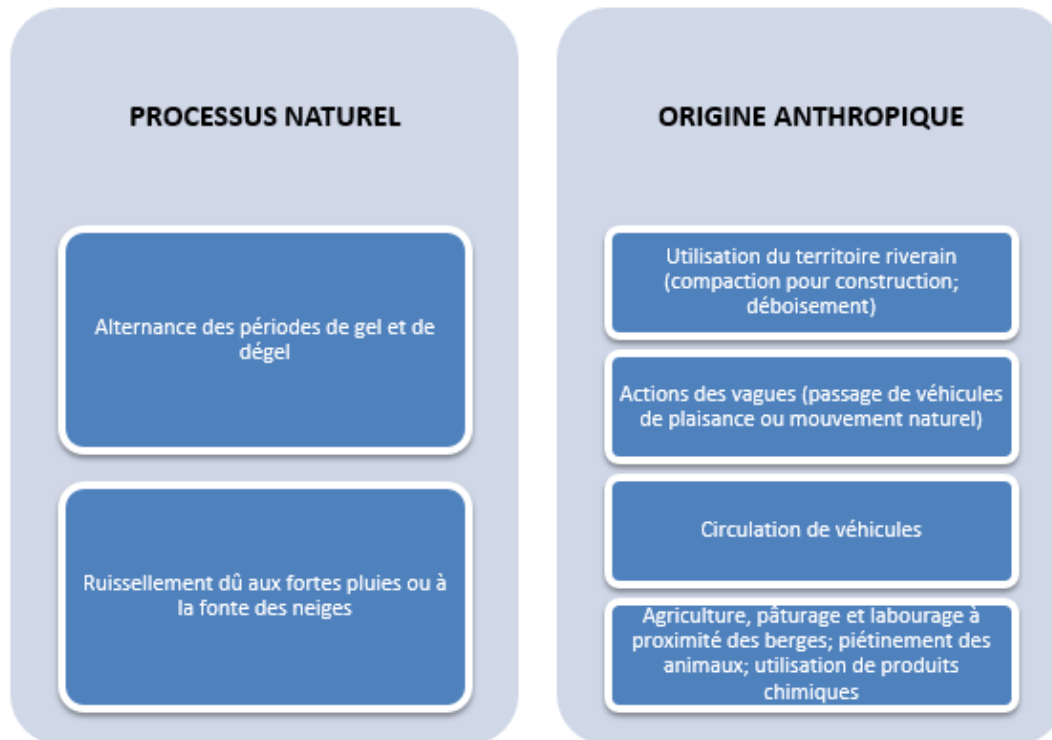 PROCESSUS NATUREL
Alternance des périodes de gel et de
dégel
Ruissellement dû aux fortes pluies ou à
la fonte des neiges
ORIGINE ANTHROPIQUE
Utilisation du territoire riverain
(compaction pour construction;
déboisement)
Actions des vagues (passage de véhicules
de plaisance ou mouvement naturel)
Circulation de véhicules
Agriculture, pâturage et labourage à
proximité des berges; piétinement des
animaux; utilisation de produits
chimiques